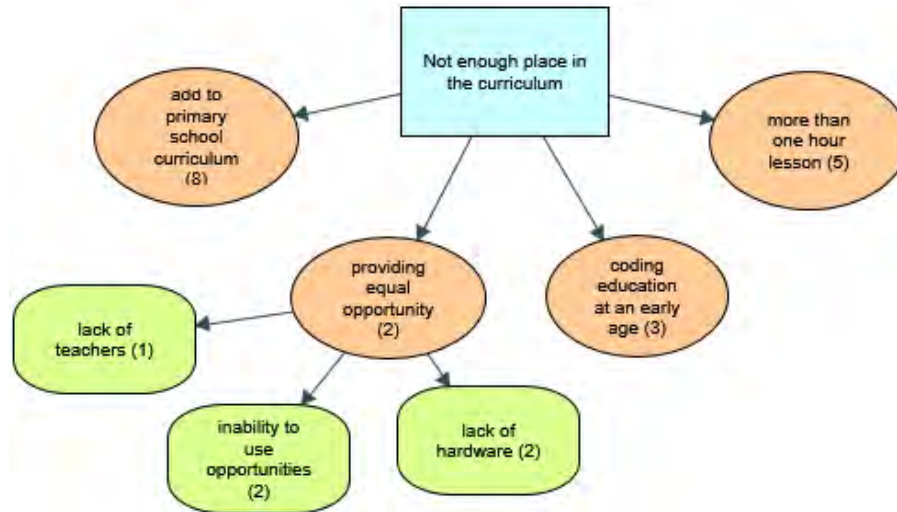 Not enough place in
the curriculum
add to
primary
school
curriculum
(8)
more than
one hour
lesson (5)
providing
equal
opportunity
(2)
coding
education
at an early
age (3)
lack of
teachers (1)
inability to
use
opportunities
(2)
lack of
hardware (2)